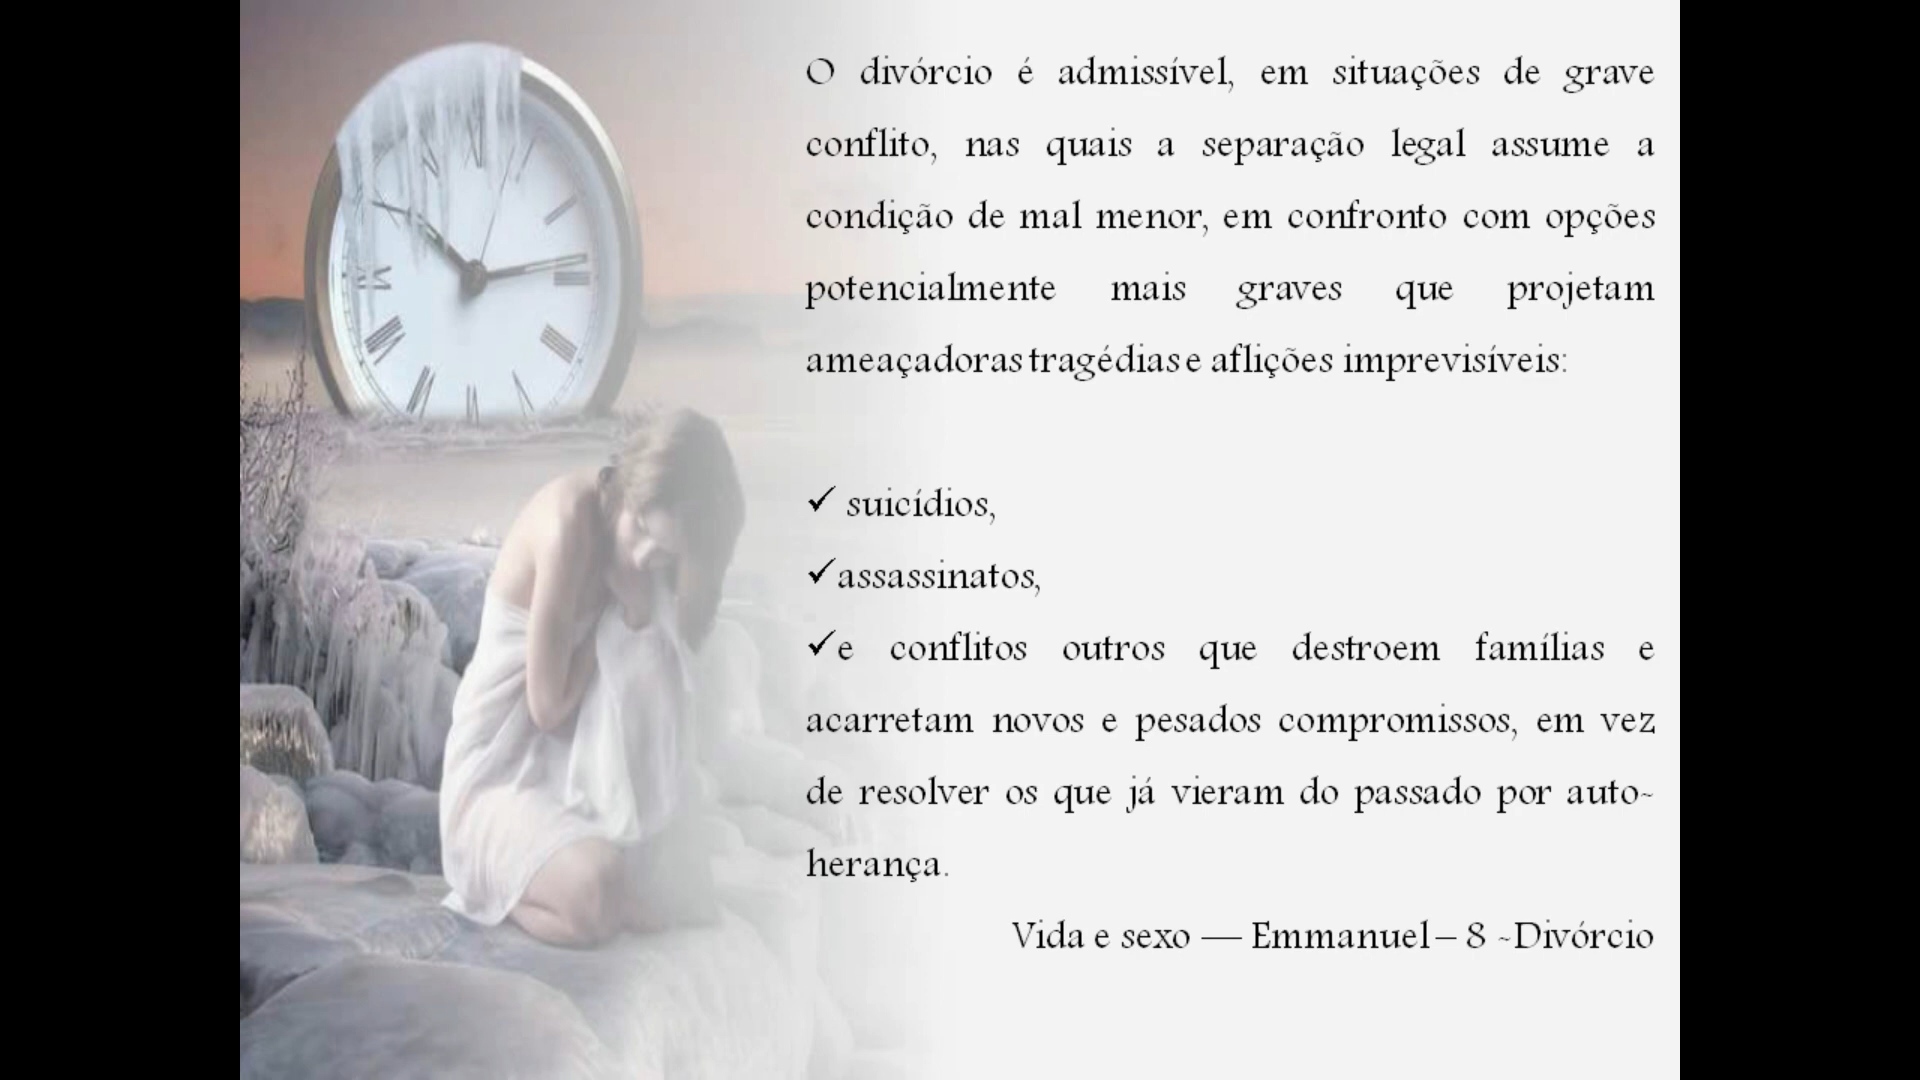 O divórcio é admissível, em situações de grave
conflito, nas quais a separação legal assume a
condição de mal menor, em confronto com opções
potencialmente mais graves que projetam
ameaçadoras tragédias e aflições imprevisíveis:
✓ suicídios,
✓assassinatos,
✓e conflitos outros que destroem famílias e
acarretam novos e pesados compromissos, em vez
de resolver os que já vieram do passado por auto-
herança.
Vida e sexo — Emmanuel – 8 -Divórcio